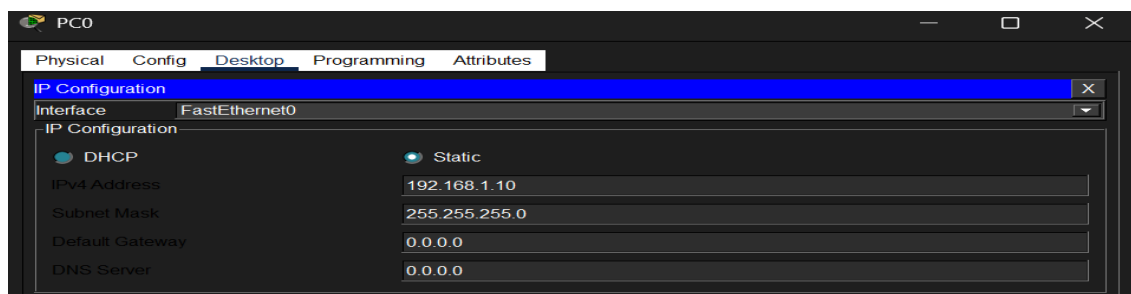 PC0
Physical Config Desktop Programming Attributes
IP Configuration X
Interface FastEthernet0
IP Configuration
DHCP Static
IPv4 Address 192.168.1.10
Subnet Mask 255.255.255.0
Default Gateway 0.0.0.0
DNS Server 0.0.0.0